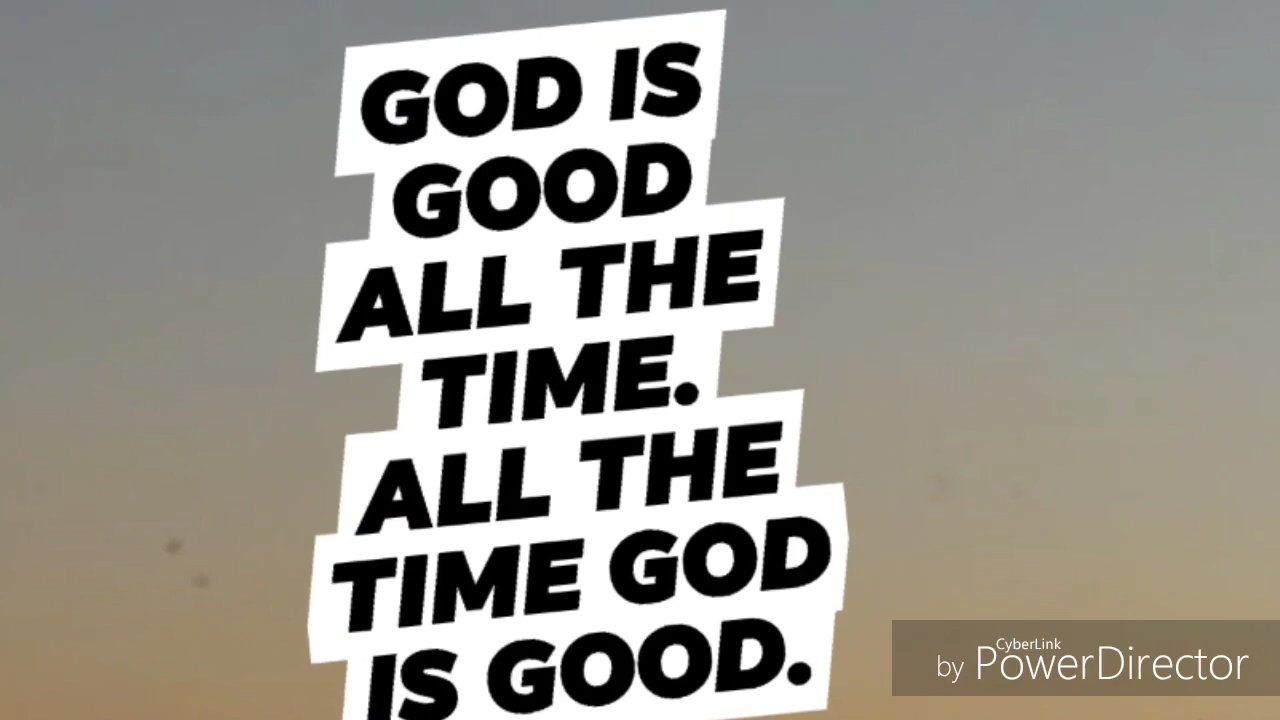 GOD IS
GOOD
ALL THE
TIME.
ALL THE
TIME GOD
IS GOOD.
CyberLink
by PowerDirector